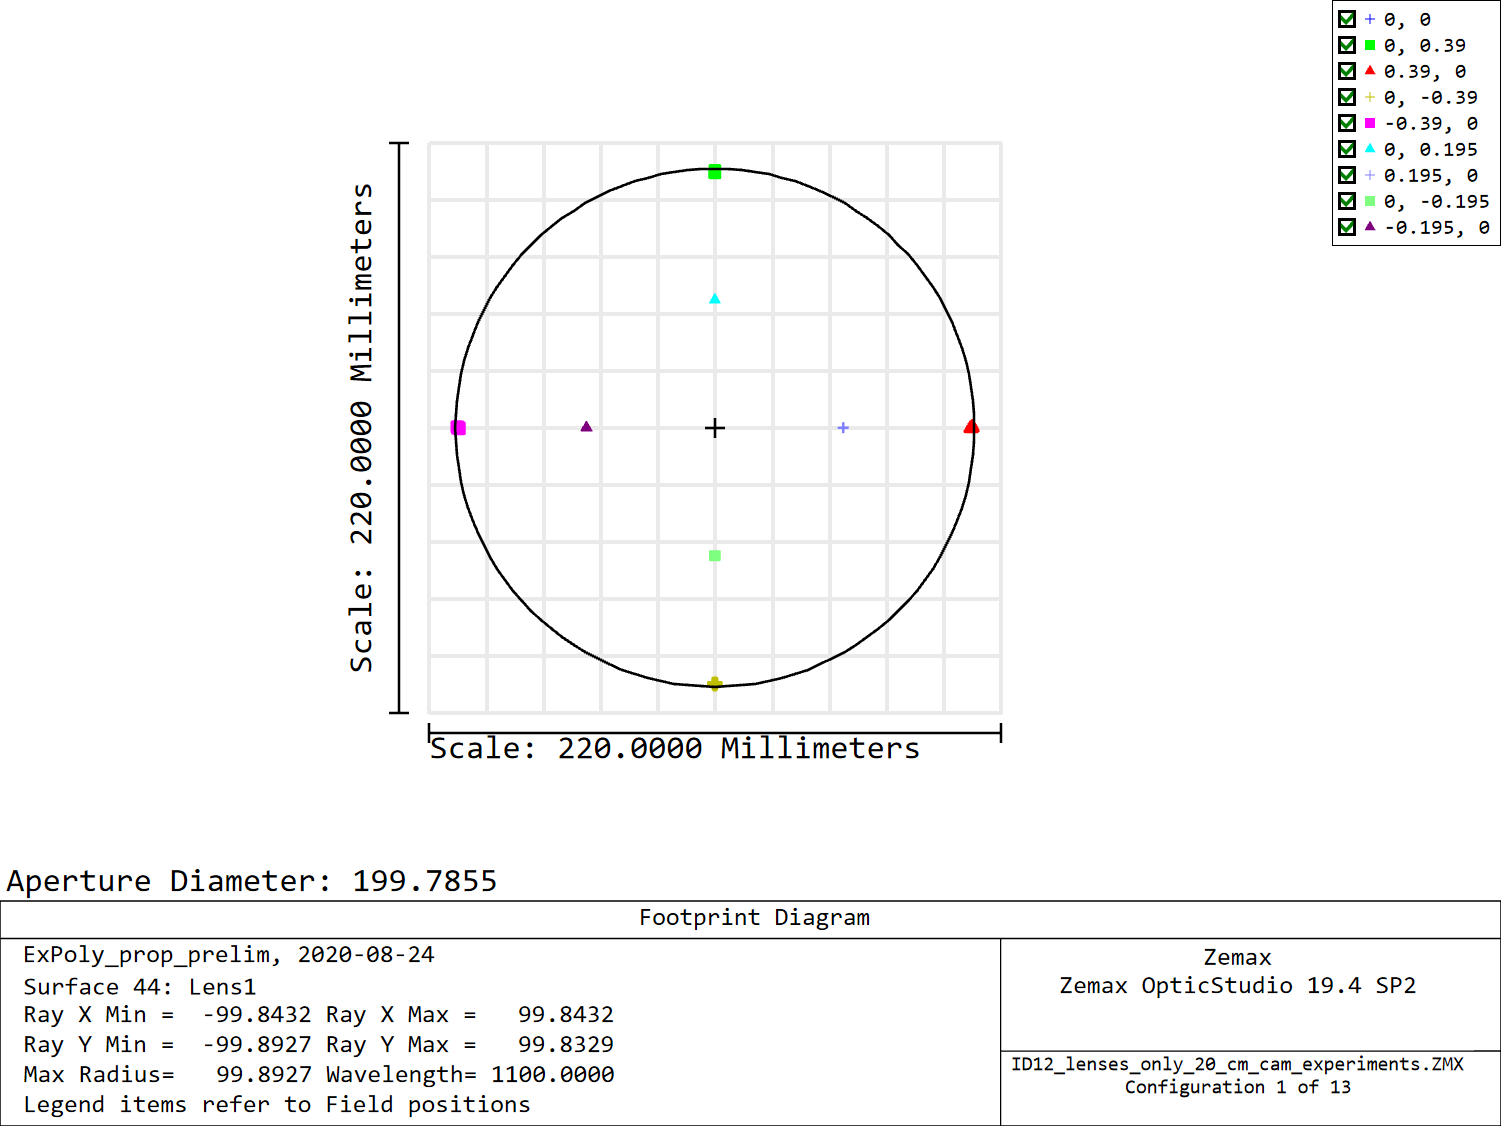 0, 0
0, 0.39
0.39, 0
0, -0.39
-0.39, 0
0, 0.195
0.195, 0
0, -0.195
-0.195, 0
Scale: 220.0000 Millimeters
Scale: 220.0000 Millimeters
Aperture Diameter: 199.7855
Footprint Diagram
ExPoly_prop_prelim, 2020-08-24
Surface 44: Lens1
Ray X Min = -99.8432 Ray X Max = 99.8432
Ray Y Min = -99.8927 Ray Y Max = 99.8329
Max Radius= 99.8927 Wavelength= 1100.0000
Legend items refer to Field positions
Zemax
Zemax OpticStudio 19.4 SP2
ID12_lenses_only_20_cm_cam_experiments.ZMX
Configuration 1 of 13